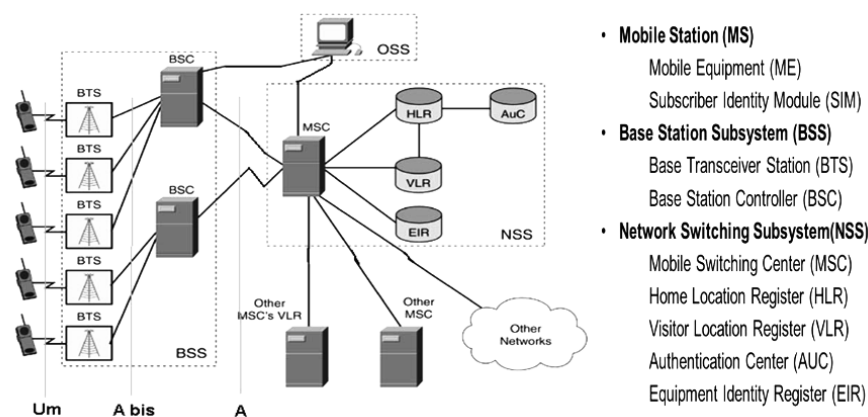 OSS
BSC
BTS
MSC
HLR
AuC
BTS
VLR
BSC
BTS
EIR
NSS
BTS
Other
MSC's VLR
Other
MSC
BTS
BSS
Other
Networks
Um
A bis
A
• Mobile Station (MS)
Mobile Equipment (ME)
Subscriber Identity Module (SIM)
• Base Station Subsystem (BSS)
Base Transceiver Station (BTS)
Base Station Controller (BSC)
• Network Switching Subsystem(NSS)
Mobile Switching Center (MSC)
Home Location Register (HLR)
Visitor Location Register (VLR)
Authentication Center (AUC)
Equipment Identity Register (EIR)